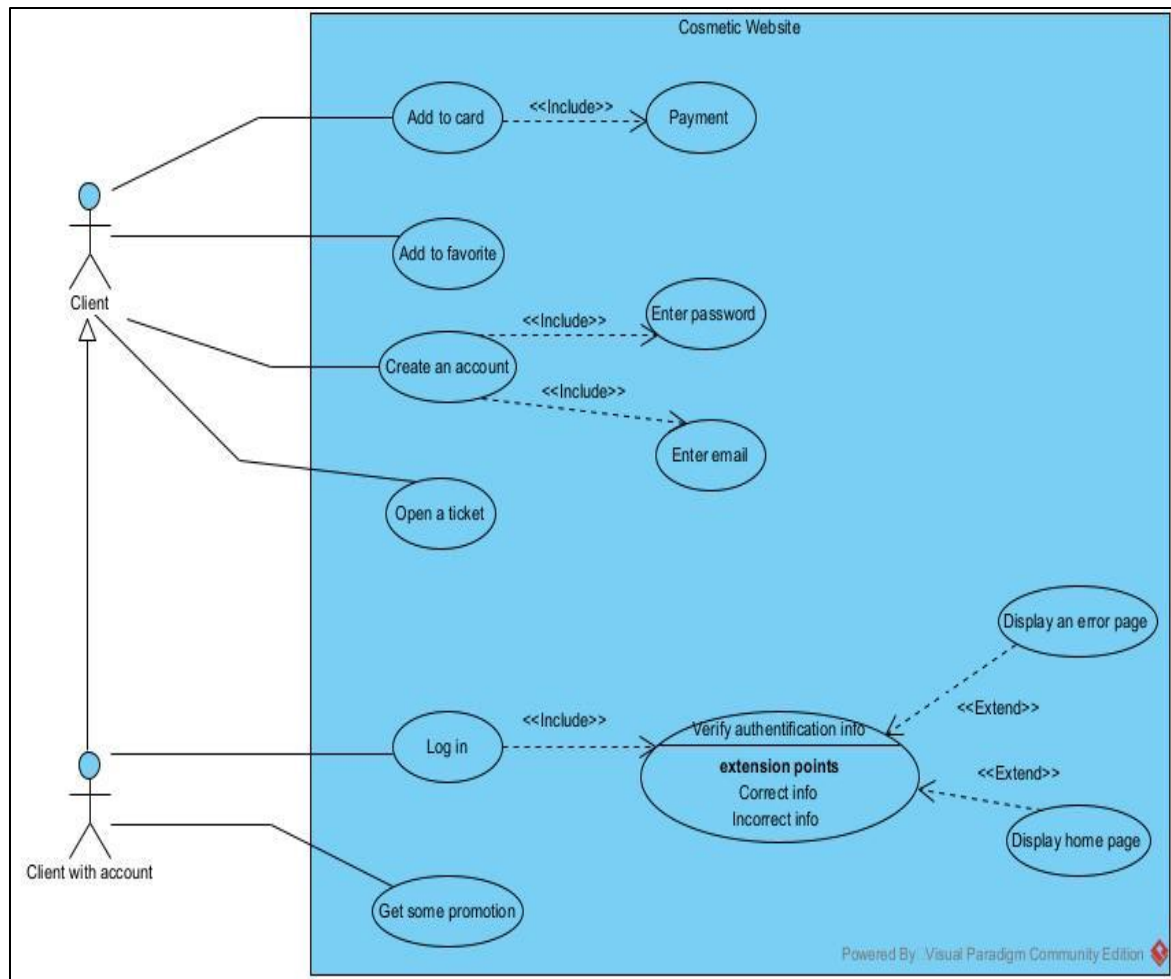 Cosmetic Website
Add to card
<<Include>>
Payment
Add to favorite
Client
<<Include>>
Enter password
Create an account
<<Include>>
Enter email
Open a ticket
Display an error page
<<Extend>>
Log in
<<Include>>
Verify authentification info
extension points
Correct info
Incorrect info
<<Extend>>
Display home page
Client with account
Get some promotion
Powered By Visual Paradigm Community Edition